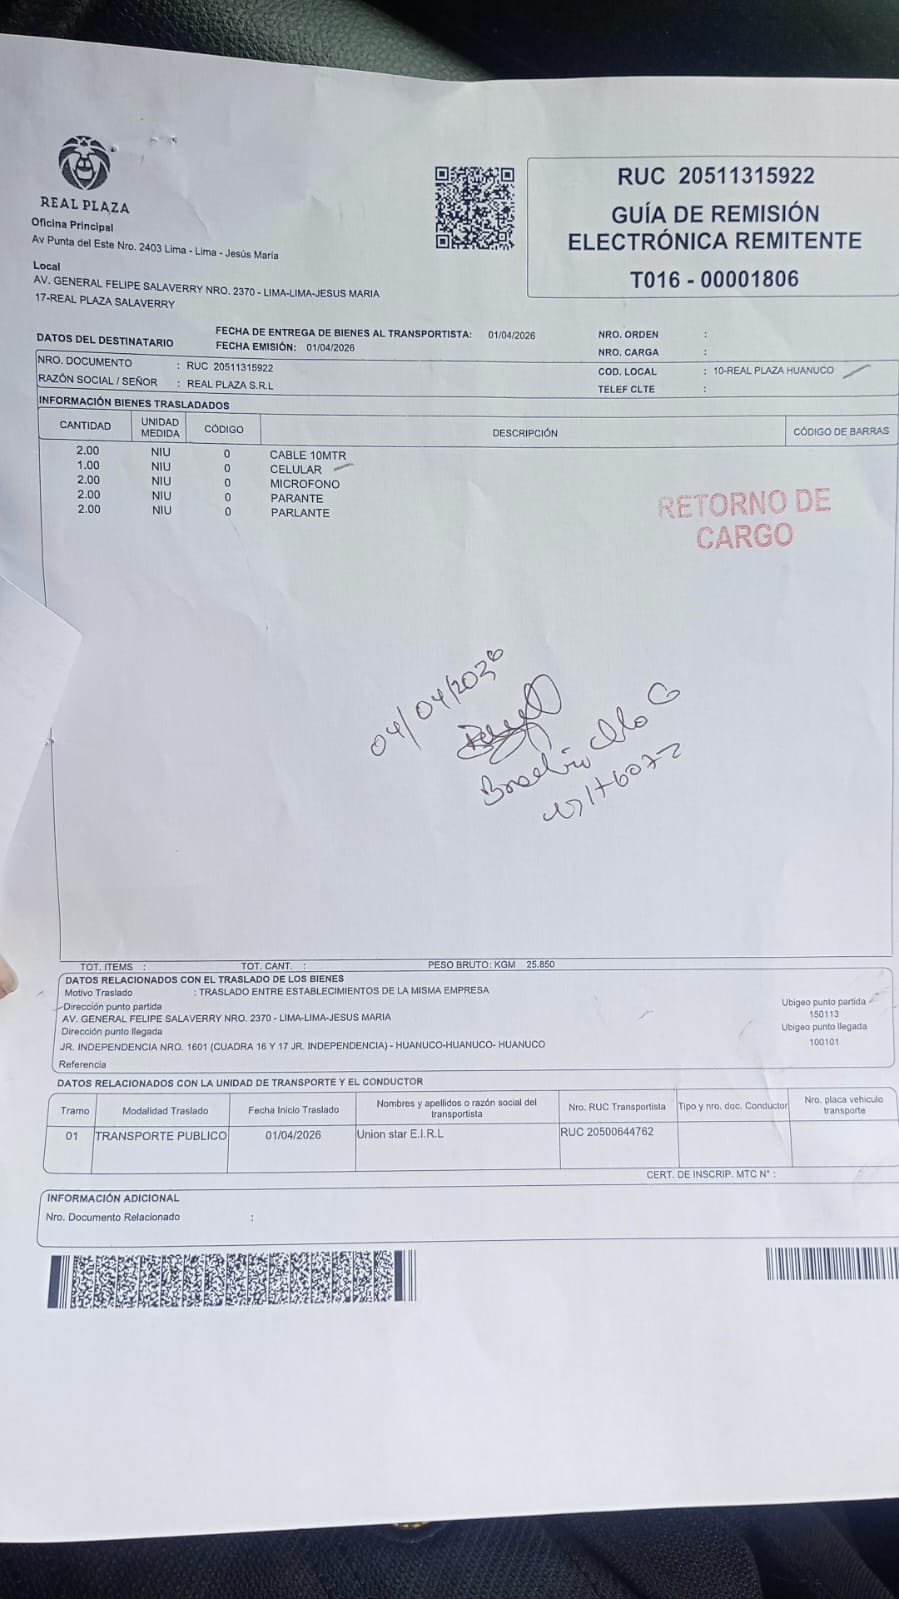 REAL PLAZA
Oficina Principal
Av Punta del Este Nro. 2403 Lima - Lima - Jesús María
Local
AV. GENERAL FELIPE SALAVERRY NRO. 2370 - LIMA-LIMA-JESUS MARIA
17-REAL PLAZA SALAVERRY
RUC 20511315922
GUÍA DE REMISIÓN
ELECTRÓNICA REMITENTE
T016 - 00001806
DATOS DEL DESTINATARIO
FECHA DE ENTREGA DE BIENES AL TRANSPORTISTA: 01/04/2026
FECHA EMISIÓN: 01/04/2026
NRO. ORDEN :
NRO. CARGA :
NRO. DOCUMENTO : RUC 20511315922
COD. LOCAL : 10-REAL PLAZA HUANUCO
RAZÓN SOCIAL / SEÑOR : REAL PLAZA S.R.L
TELEF CLTE :
INFORMACIÓN BIENES TRASLADADOS
CANTIDAD UNIDAD MEDIDA CÓDIGO DESCRIPCIÓN CÓDIGO DE BARRAS
2.00 NIU 0 CABLE 10MTR
1.00 NIU 0 CELULAR
2.00 NIU 0 MICROFONO
2.00 NIU 0 PARANTE
2.00 NIU 0 PARLANTE
RETORNO DE
CARGO
TOT. ITEMS : TOT. CANT. : PESO BRUTO: KGM 25.850
DATOS RELACIONADOS CON EL TRASLADO DE LOS BIENES
Motivo Traslado : TRASLADO ENTRE ESTABLECIMIENTOS DE LA MISMA EMPRESA
Dirección punto partida
AV. GENERAL FELIPE SALAVERRY NRO. 2370 - LIMA-LIMA-JESUS MARIA
Dirección punto llegada
JR. INDEPENDENCIA NRO. 1601 (CUADRA 16 Y 17 JR. INDEPENDENCIA) - HUANUCO-HUANUCO- HUANUCO
Referencia
Ubigeo punto partida
150113
Ubigeo punto llegada
100101
DATOS RELACIONADOS CON LA UNIDAD DE TRANSPORTE Y EL CONDUCTOR
Tramo Modalidad Traslado Fecha Inicio Traslado Nombres y apellidos o razón social del transportista Nro. RUC Transportista Tipo y nro. doc. Conductor Nro. placa vehiculo transporte
01 TRANSPORTE PUBLICO 01/04/2026 Union star E.I.R.L RUC 20500644762
CERT. DE INSCRIP. MTC N° :
INFORMACIÓN ADICIONAL
Nro. Documento Relacionado :